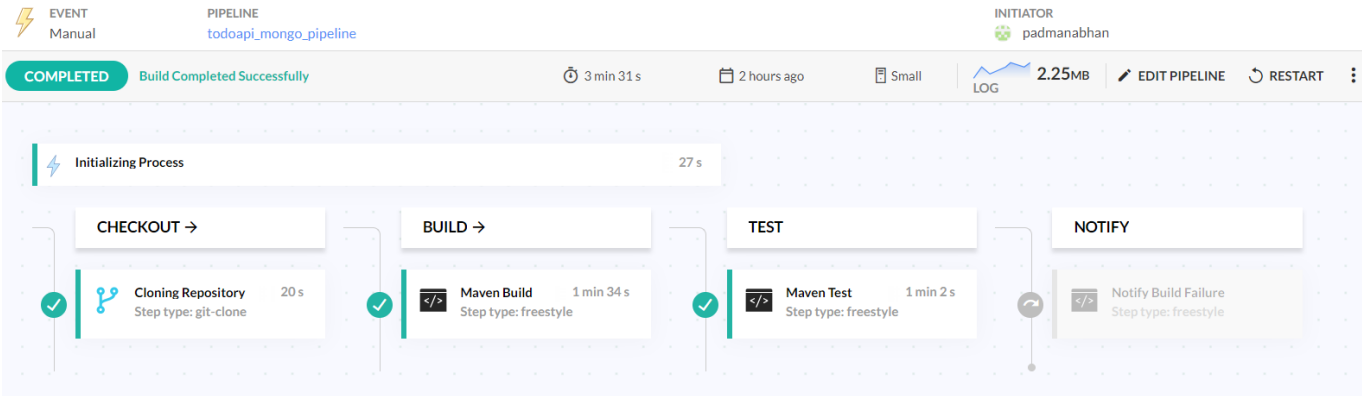 EVENT
Manual
PIPELINE
todoapi_mongo_pipeline
INITIATOR
padmanabhan
COMPLETED
Build Completed Successfully
3 min 31 s
2 hours ago
Small
LOG
2.25MB
EDIT PIPELINE
RESTART
Initializing Process
27 s
CHECKOUT →
Cloning Repository
20 s
Step type: git-clone
BUILD →
Maven Build
1 min 34 s
Step type: freestyle
TEST
Maven Test
1 min 2 s
Step type: freestyle
NOTIFY
Notify Build Failure
Step type: freestyle